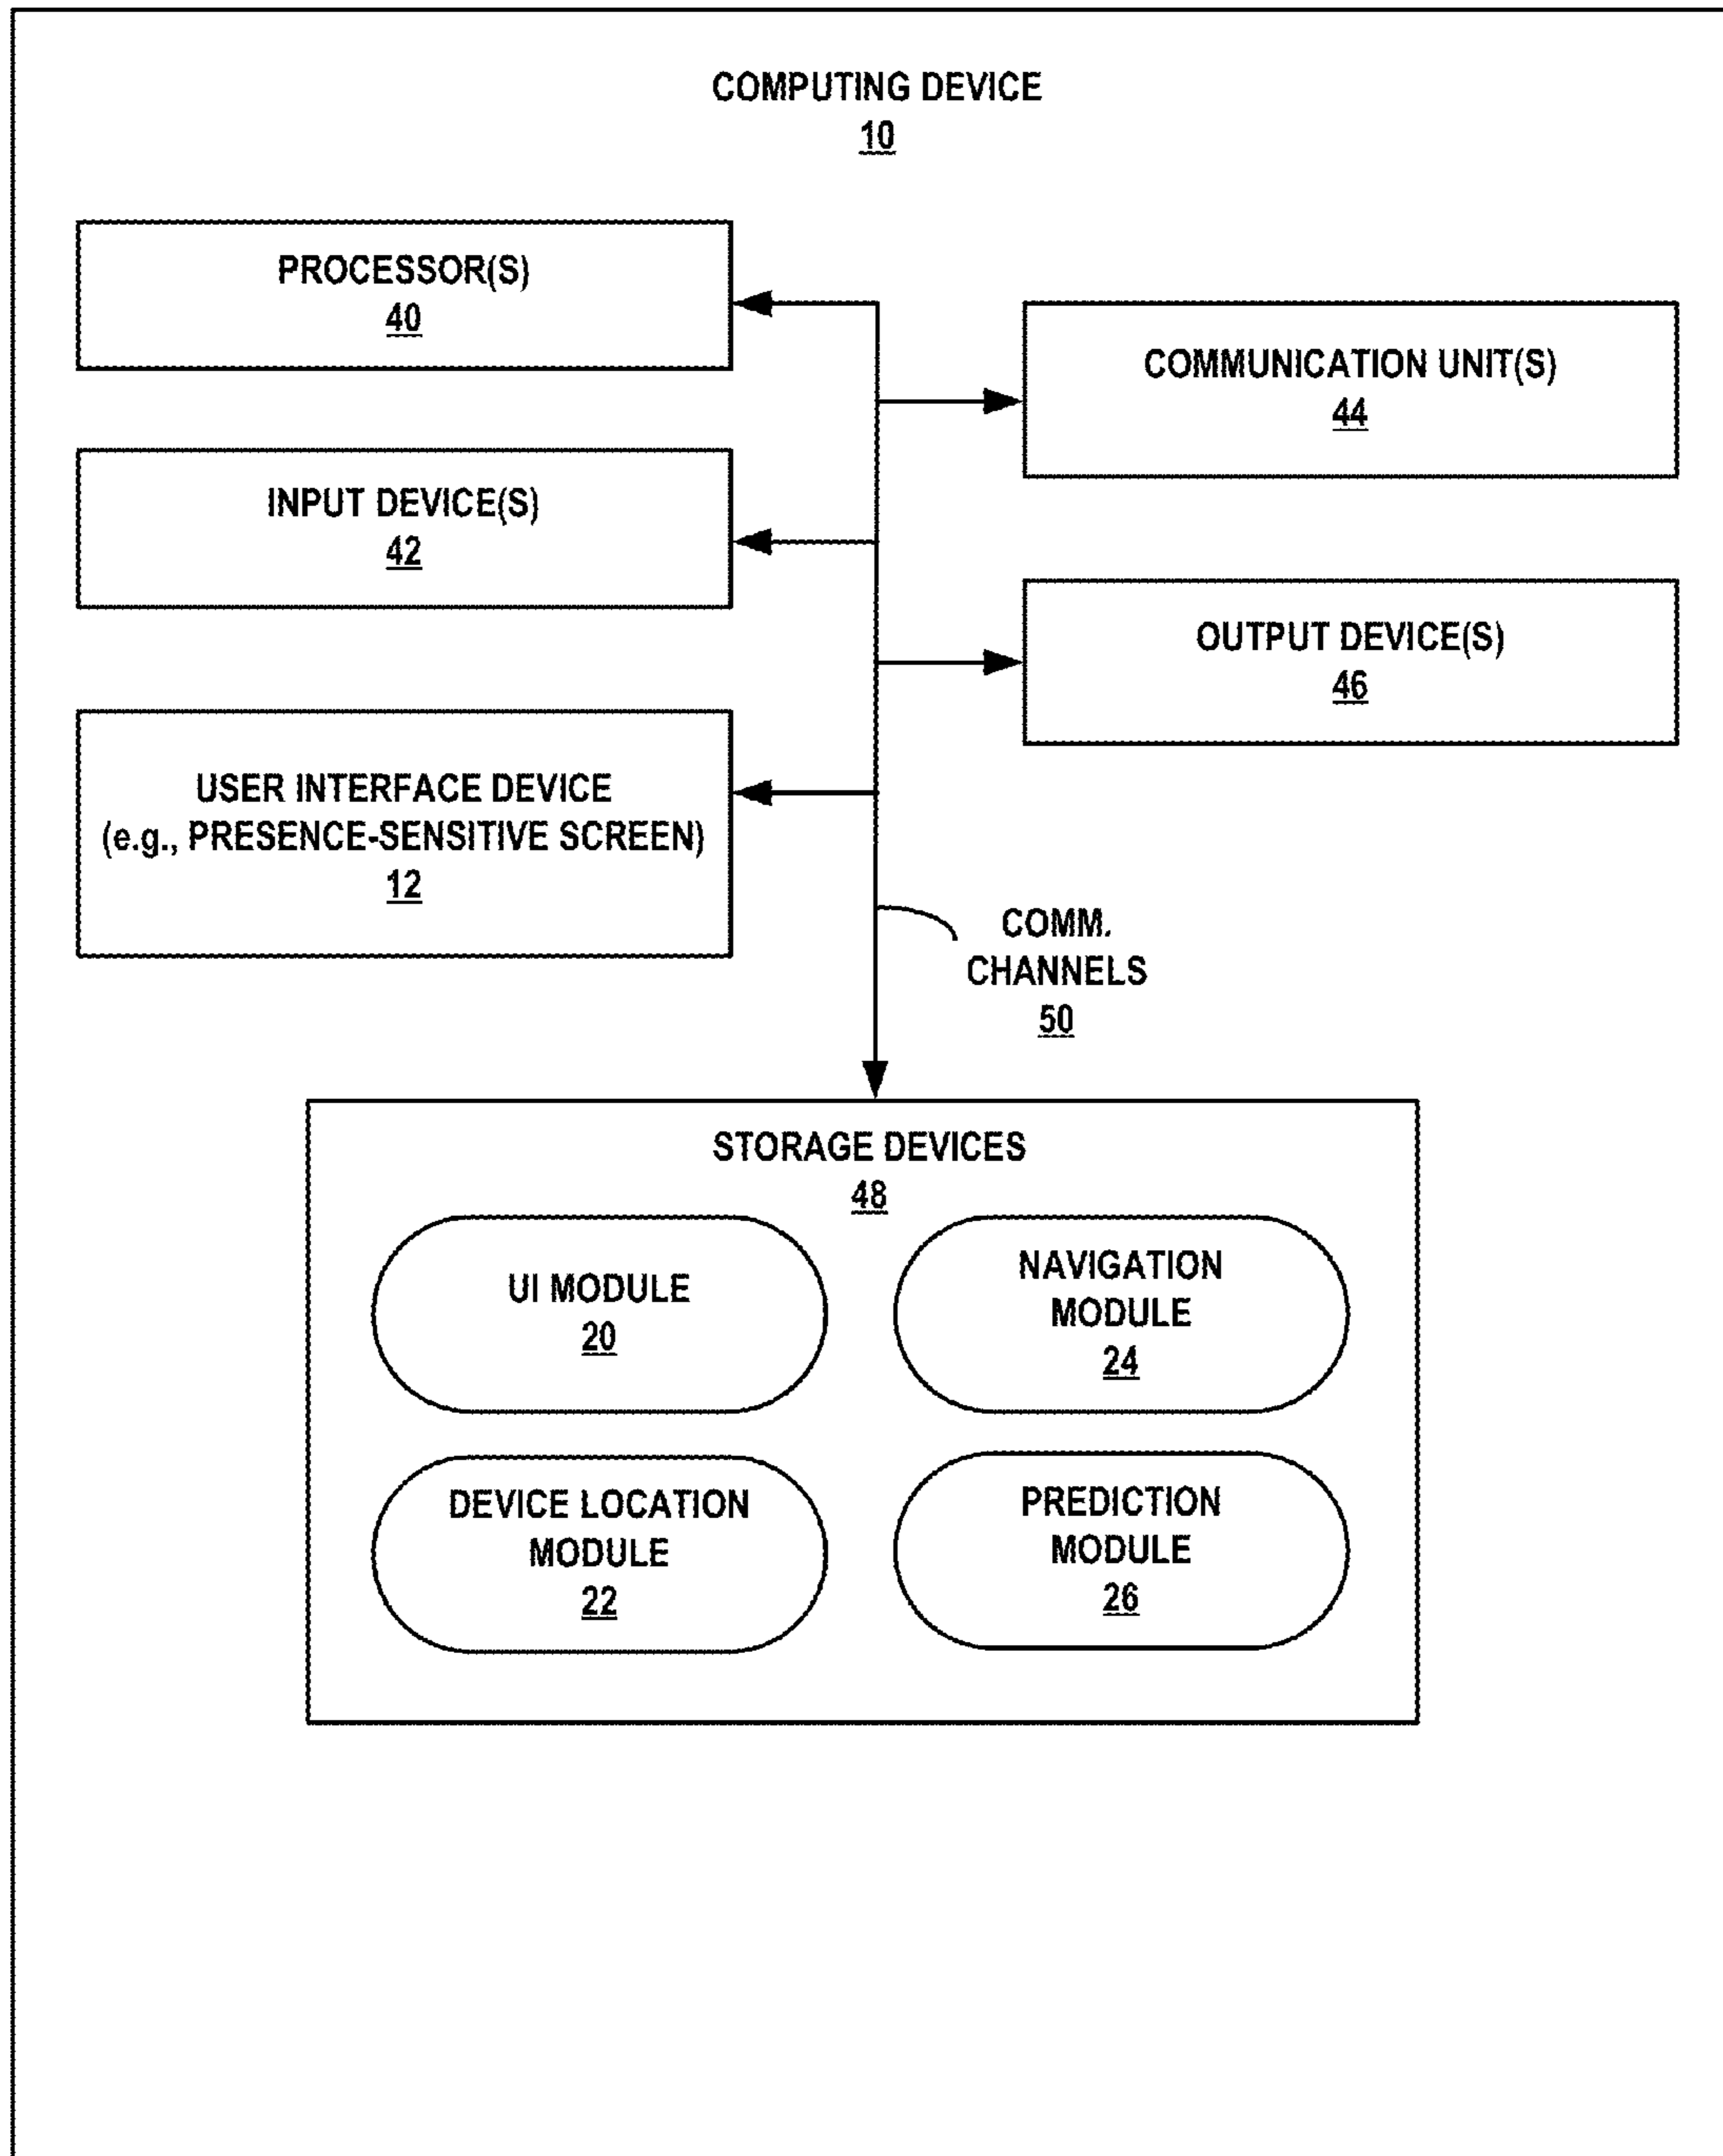 COMPUTING DEVICE
10
PROCESSOR(S)
40
COMMUNICATION UNIT(S)
44
INPUT DEVICE(S)
42
OUTPUT DEVICE(S)
46
USER INTERFACE DEVICE
(e.g., PRESENCE-SENSITIVE SCREEN)
12
COMM.
CHANNELS
50
STORAGE DEVICES
48
UI MODULE
20
NAVIGATION
MODULE
24
DEVICE LOCATION
MODULE
22
PREDICTION
MODULE
26